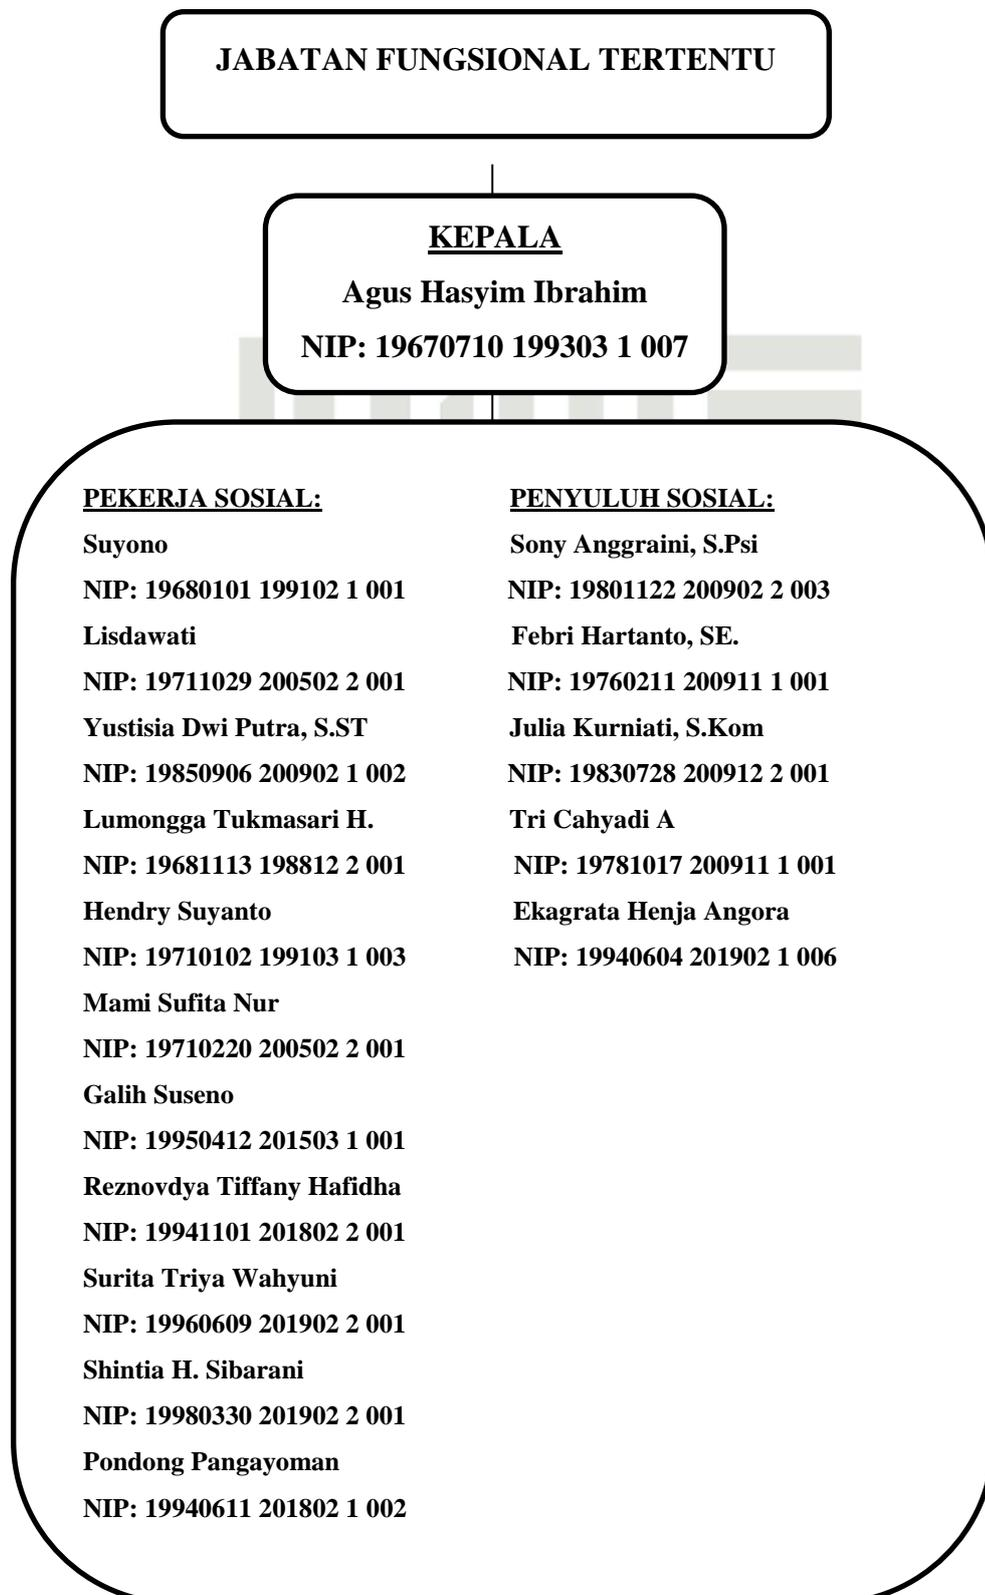 JABATAN FUNGSIONAL TERTENTU
KEPALA
Agus Hasyim Ibrahim
NIP: 19670710 199303 1 007
PEKERJA SOSIAL:
Suyono
NIP: 19680101 199102 1 001
Lisdawati
NIP: 19711029 200502 2 001
Yustisia Dwi Putra, S.ST
NIP: 19850906 200902 1 002
Lumongga Tukmasari H.
NIP: 19681113 198812 2 001
Hendry Suyanto
NIP: 19710102 199103 1 003
Mami Sufita Nur
NIP: 19710220 200502 2 001
Galih Suseno
NIP: 19950412 201503 1 001
Reznovdya Tiffany Hafidha
NIP: 19941101 201802 2 001
Surita Triya Wahyuni
NIP: 19960609 201902 2 001
Shintia H. Sibarani
NIP: 19980330 201902 2 001
Pondong Pangayoman
NIP: 19940611 201802 1 002
PENYULUH SOSIAL:
Sony Anggraini, S.Psi
NIP: 19801122 200902 2 003
Febri Hartanto, SE.
NIP: 19760211 200911 1 001
Julia Kurniati, S.Kom
NIP: 19830728 200912 2 001
Tri Cahyadi A
NIP: 19781017 200911 1 001
Ekagrata Henja Angora
NIP: 19940604 201902 1 006